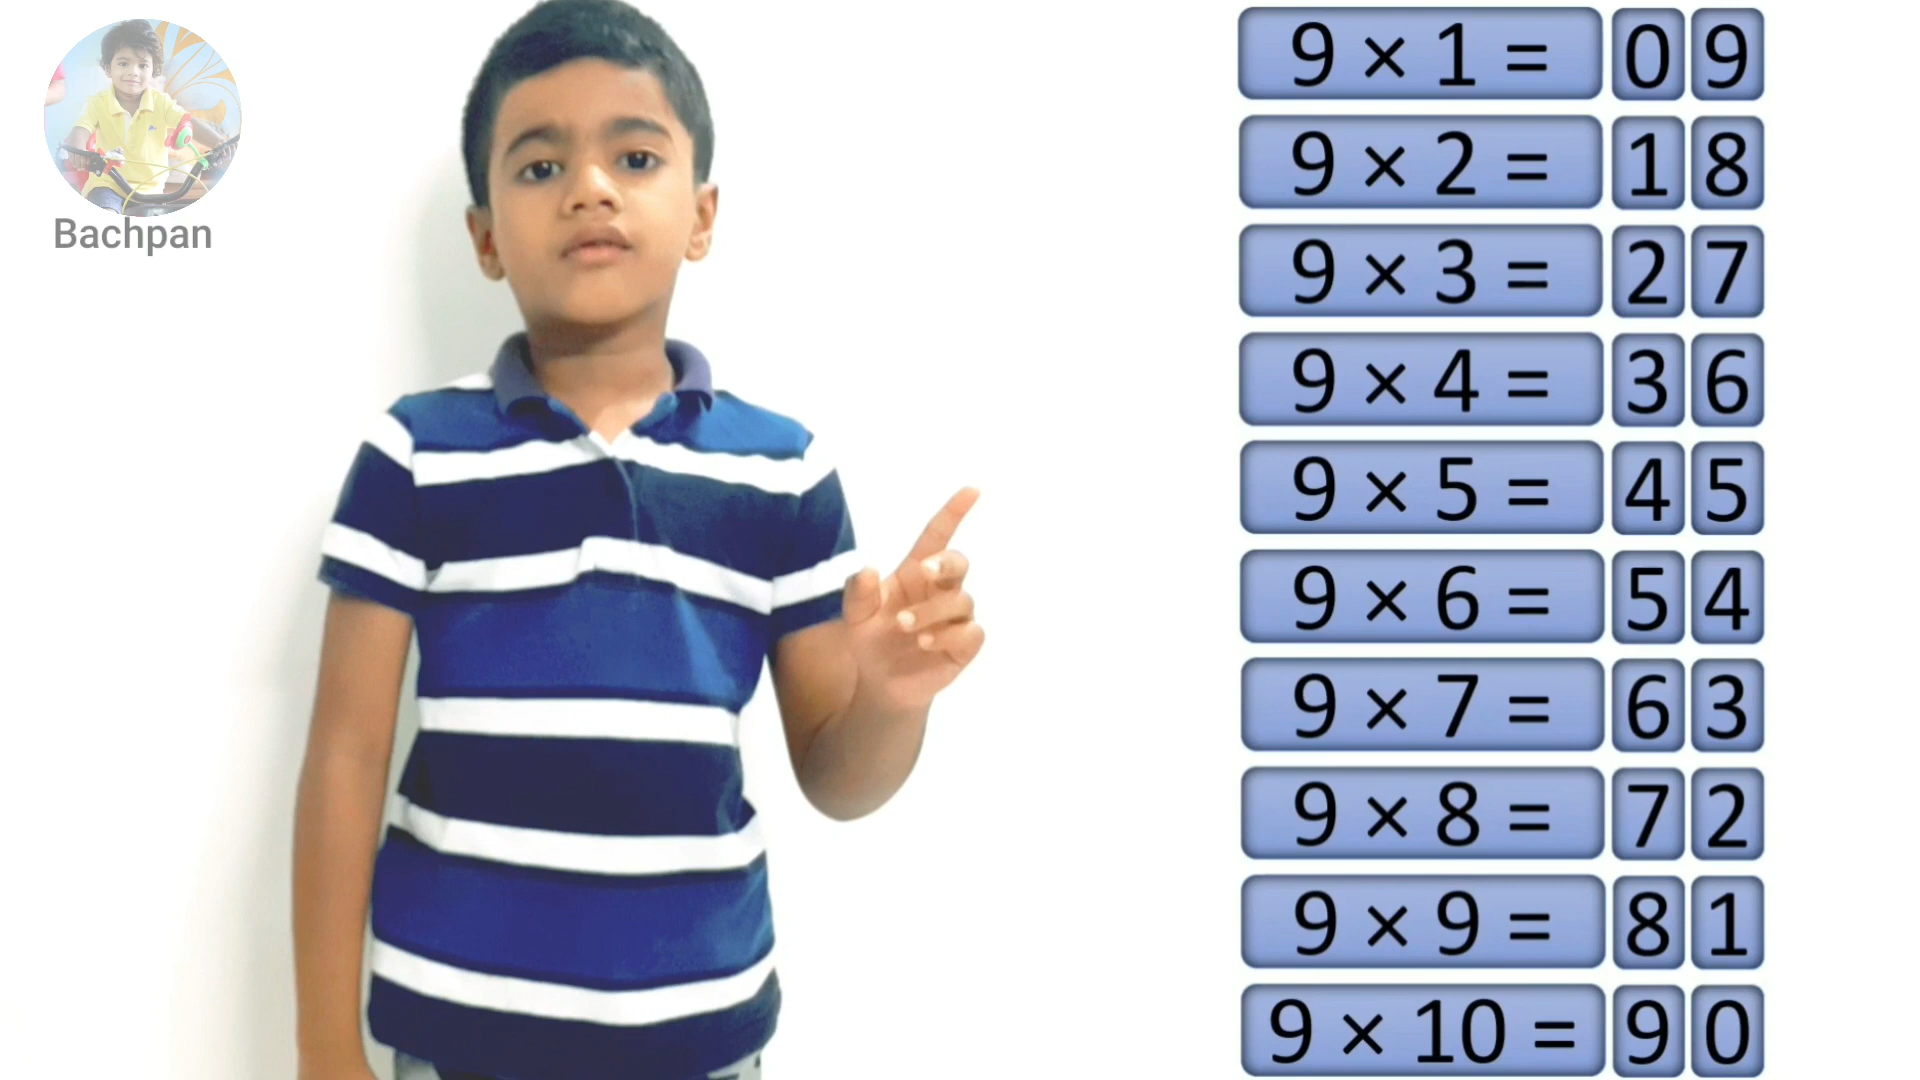 Bachpan
9 × 1 = 0 9
9 × 2 = 1 8
9 × 3 = 2 7
9 × 4 = 3 6
9 × 5 = 4 5
9 × 6 = 5 4
9 × 7 = 6 3
9 × 8 = 7 2
9 × 9 = 8 1
9 × 10 = 9 0